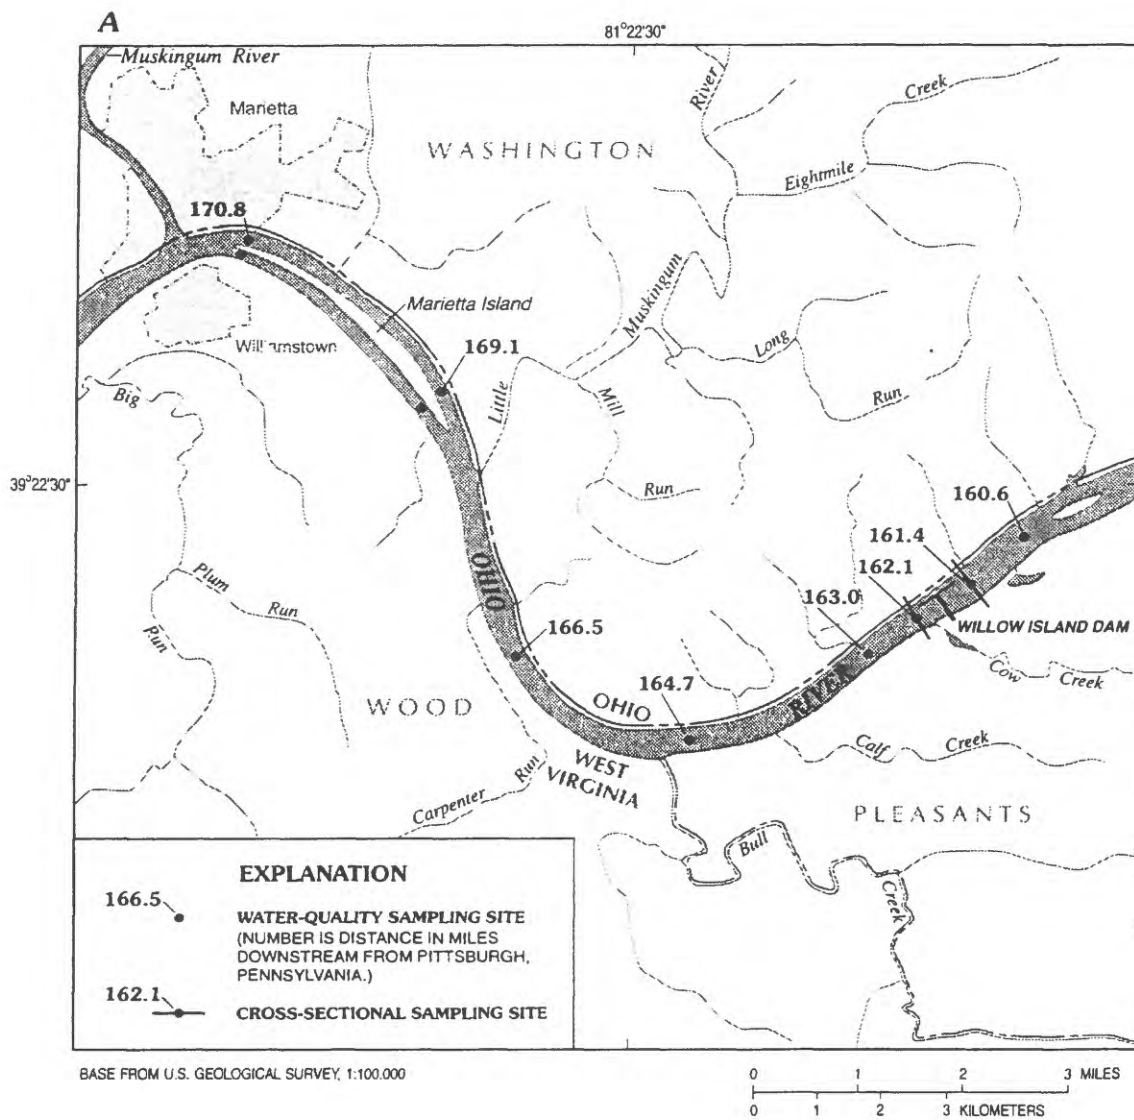 A
81°22'30"
Muskingum River
Marietta
WASHINGTON
River
Creek
Eightmile
170.8
Marietta Island
Muskingum
Williamstown
169.1
Long
Big
Little
Mill
Run
39°22'30"
Run
160.6
161.4
OHIO
162.1
Plum
Run
163.0
WILLOW ISLAND DAM
Run
166.5
Cow
Creek
164.7
OHIO
RIVER
WOOD
WEST
VIRGINIA
Calf
Creek
Run
Carpenter
PLEASANTS
Bull
Creek
EXPLANATION
166.5
WATER-QUALITY SAMPLING SITE
(NUMBER IS DISTANCE IN MILES
DOWNSTREAM FROM PITTSBURGH,
PENNSYLVANIA.)
162.1
CROSS-SECTIONAL SAMPLING SITE
BASE FROM U.S. GEOLOGICAL SURVEY, 1:100.000
0 1 2 3 MILES
0 1 2 3 KILOMETERS